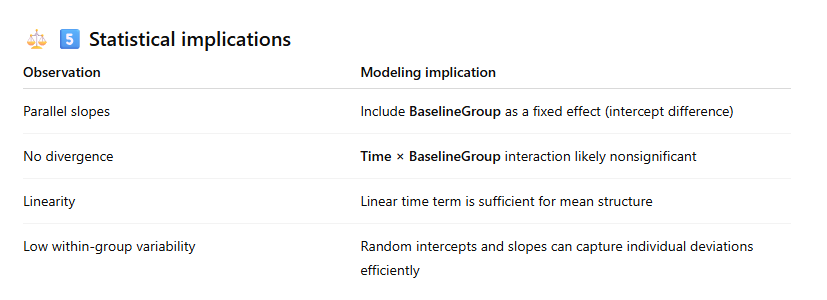 ⚖️ 5️⃣ Statistical implications
Observation Modeling implication
Parallel slopes Include BaselineGroup as a fixed effect (intercept difference)
No divergence Time × BaselineGroup interaction likely nonsignificant
Linearity Linear time term is sufficient for mean structure
Low within-group variability Random intercepts and slopes can capture individual deviations
efficiently